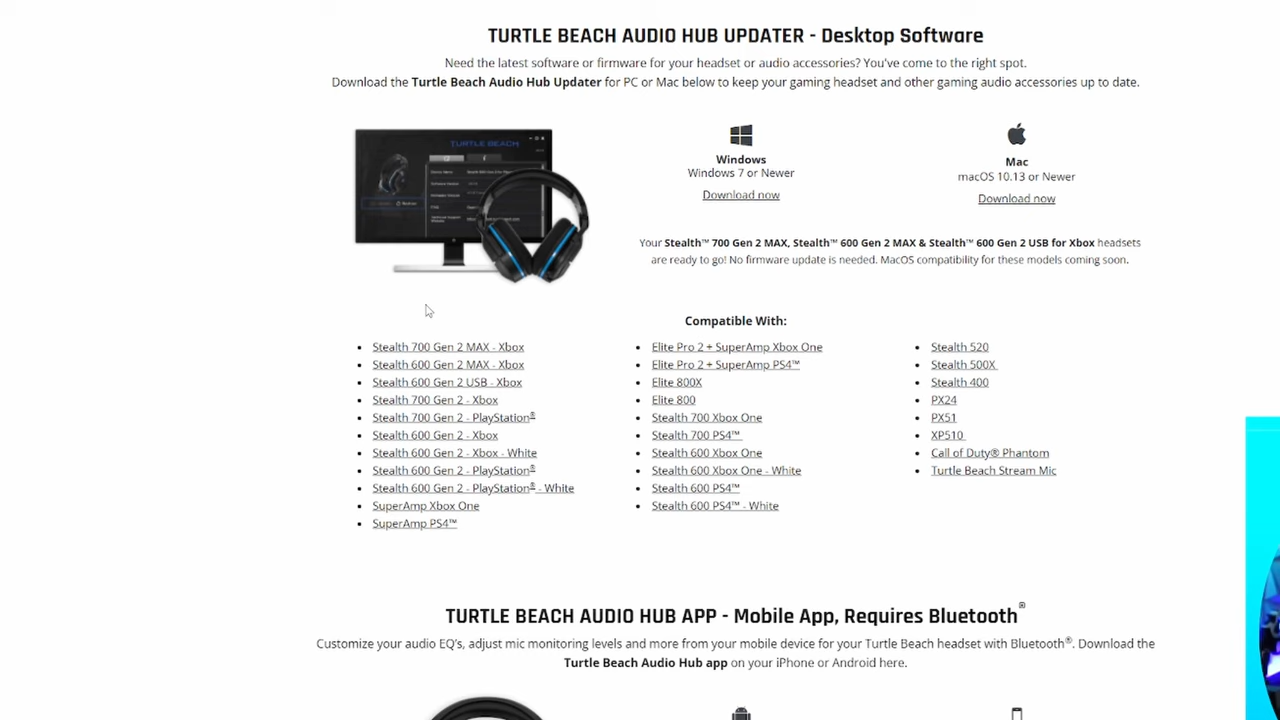 TURTLE BEACH AUDIO HUB UPDATER - Desktop Software
Need the latest software or firmware for your headset or audio accessories? You've come to the right spot.
Download the Turtle Beach Audio Hub Updater for PC or Mac below to keep your gaming headset and other gaming audio accessories up to date.
TURTLE BEACH
Windows
Windows 7 or Newer
Download now
Mac
macOS 10.13 or Newer
Download now
Your Stealth™ 700 Gen 2 MAX, Stealth™ 600 Gen 2 MAX & Stealth™ 600 Gen 2 USB for Xbox headsets
are ready to go! No firmware update is needed. MacOS compatibility for these models coming soon.
Compatible With:
• Stealth 700 Gen 2 MAX - Xbox
• Stealth 600 Gen 2 MAX - Xbox
• Stealth 600 Gen 2 USB - Xbox
• Stealth 700 Gen 2 - Xbox
• Stealth 700 Gen 2 - PlayStation®
• Stealth 600 Gen 2 - Xbox
• Stealth 600 Gen 2 - Xbox - White
• Stealth 600 Gen 2 - PlayStation®
• Stealth 600 Gen 2 - PlayStation® - White
• SuperAmp Xbox One
• SuperAmp PS4™
• Elite Pro 2 + SuperAmp Xbox One
• Elite Pro 2 + SuperAmp PS4™
• Elite 800X
• Elite 800
• Stealth 700 Xbox One
• Stealth 700 PS4™
• Stealth 600 Xbox One
• Stealth 600 Xbox One - White
• Stealth 600 PS4™
• Stealth 600 PS4™ - White
• Stealth 520
• Stealth 500X
• Stealth 400
• PX24
• PX51
• XP510
• Call of Duty® Phantom
• Turtle Beach Stream Mic
TURTLE BEACH AUDIO HUB APP - Mobile App, Requires Bluetooth®
Customize your audio EQ's, adjust mic monitoring levels and more from your mobile device for your Turtle Beach headset with Bluetooth®. Download the
Turtle Beach Audio Hub app on your iPhone or Android here.